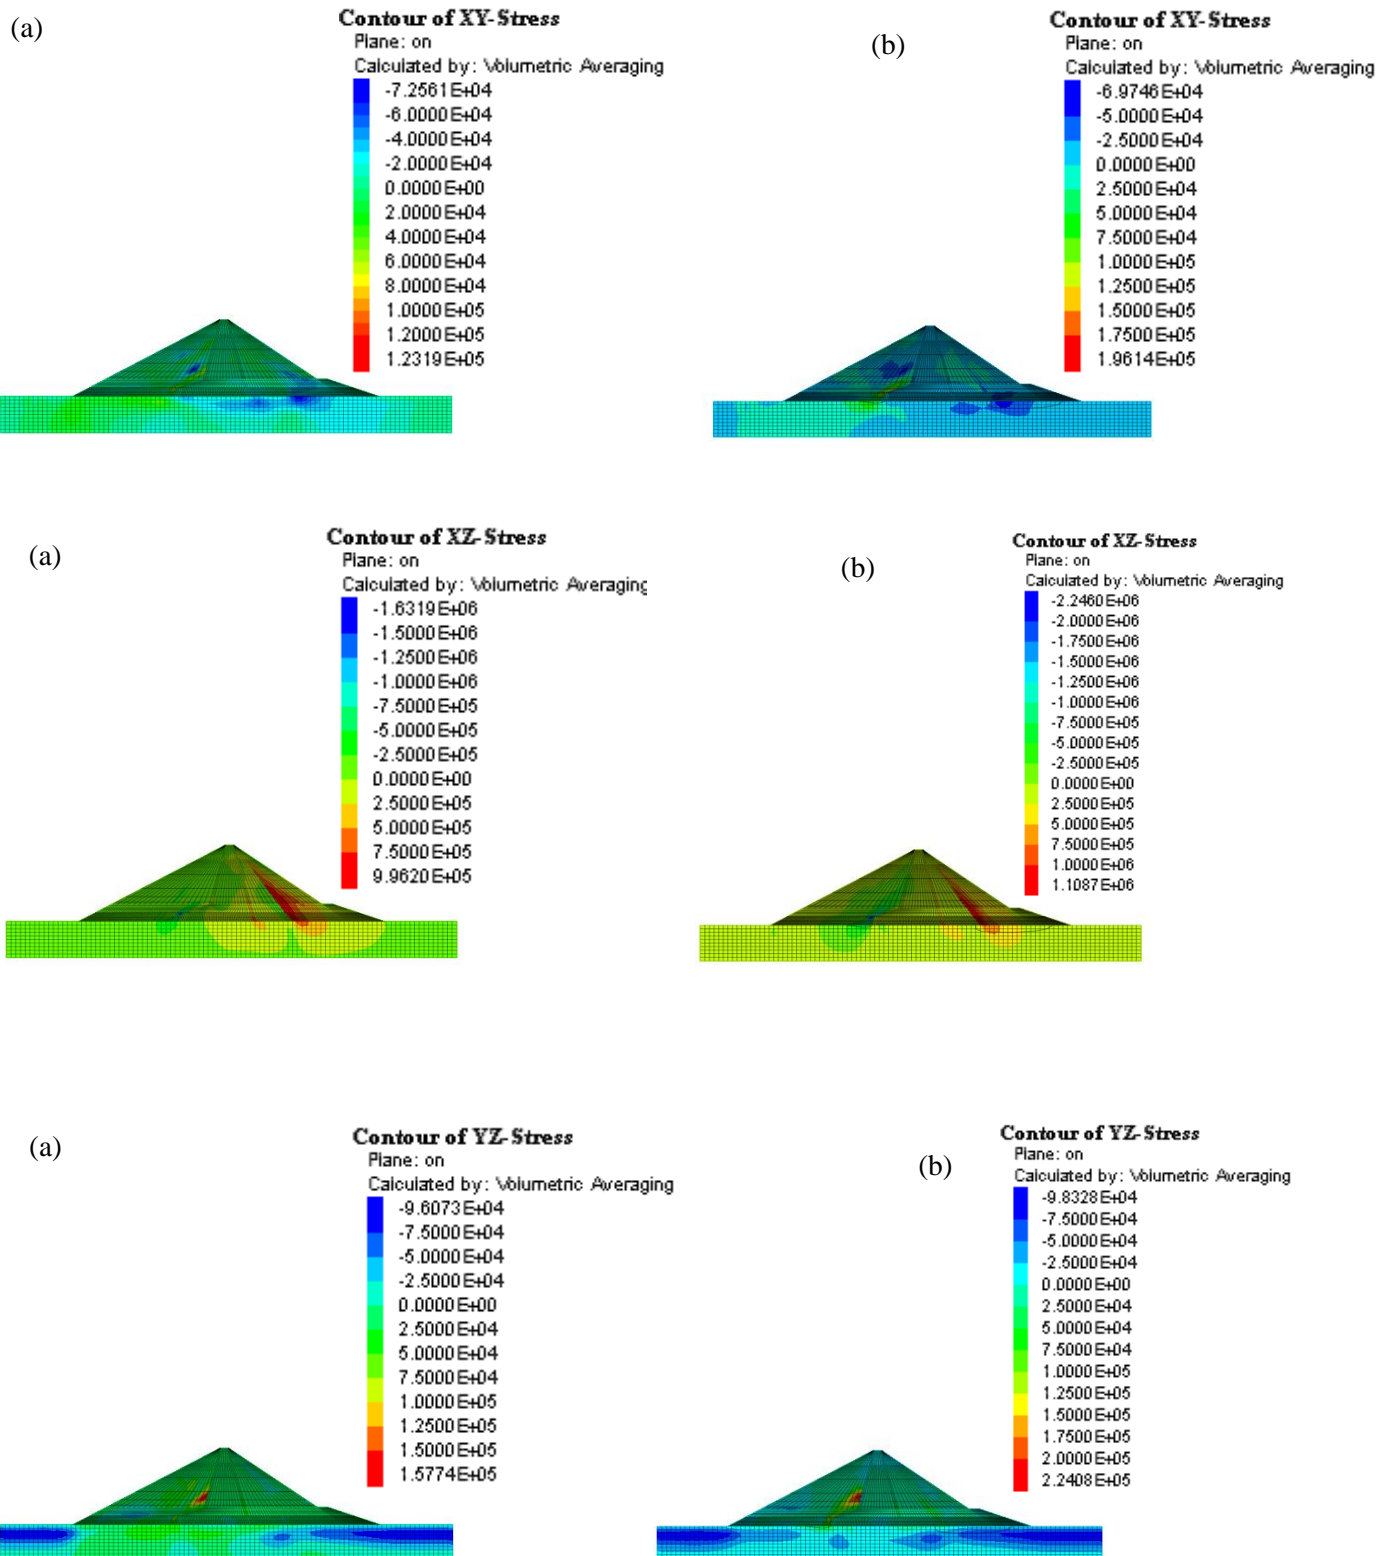 (a)
Contour of XY-Stress
Plane: on
Calculated by: Volumetric Averaging
-7.2561E+04
-6.0000E+04
-4.0000E+04
-2.0000E+04
0.0000E+00
2.0000E+04
4.0000E+04
6.0000E+04
8.0000E+04
1.0000E+05
1.2000E+05
1.2319E+05
(b)
Contour of XY-Stress
Plane: on
Calculated by: Volumetric Averaging
-6.9746E+04
-5.0000E+04
-2.5000E+04
0.0000E+00
2.5000E+04
5.0000E+04
7.5000E+04
1.0000E+05
1.2500E+05
1.5000E+05
1.7500E+05
1.9614E+05
(a)
Contour of XZ-Stress
Plane: on
Calculated by: Volumetric Averaging
-1.6319E+06
-1.5000E+06
-1.2500E+06
-1.0000E+06
-7.5000E+05
-5.0000E+05
-2.5000E+05
0.0000E+00
2.5000E+05
5.0000E+05
7.5000E+05
9.9620E+05
(b)
Contour of XZ-Stress
Plane: on
Calculated by: Volumetric Averaging
-2.2460E+06
-2.0000E+06
-1.7500E+06
-1.5000E+06
-1.2500E+06
-1.0000E+06
-7.5000E+05
-5.0000E+05
-2.5000E+05
0.0000E+00
2.5000E+05
5.0000E+05
7.5000E+05
1.0000E+06
1.1087E+06
(a)
Contour of YZ-Stress
Plane: on
Calculated by: Volumetric Averaging
-9.6073E+04
-7.5000E+04
-5.0000E+04
-2.5000E+04
0.0000E+00
2.5000E+04
5.0000E+04
7.5000E+04
1.0000E+05
1.2500E+05
1.5000E+05
1.5774E+05
(b)
Contour of YZ-Stress
Plane: on
Calculated by: Volumetric Averaging
-9.8328E+04
-7.5000E+04
-5.0000E+04
-2.5000E+04
0.0000E+00
2.5000E+04
5.0000E+04
7.5000E+04
1.0000E+05
1.2500E+05
1.5000E+05
1.7500E+05
2.0000E+05
2.2408E+05